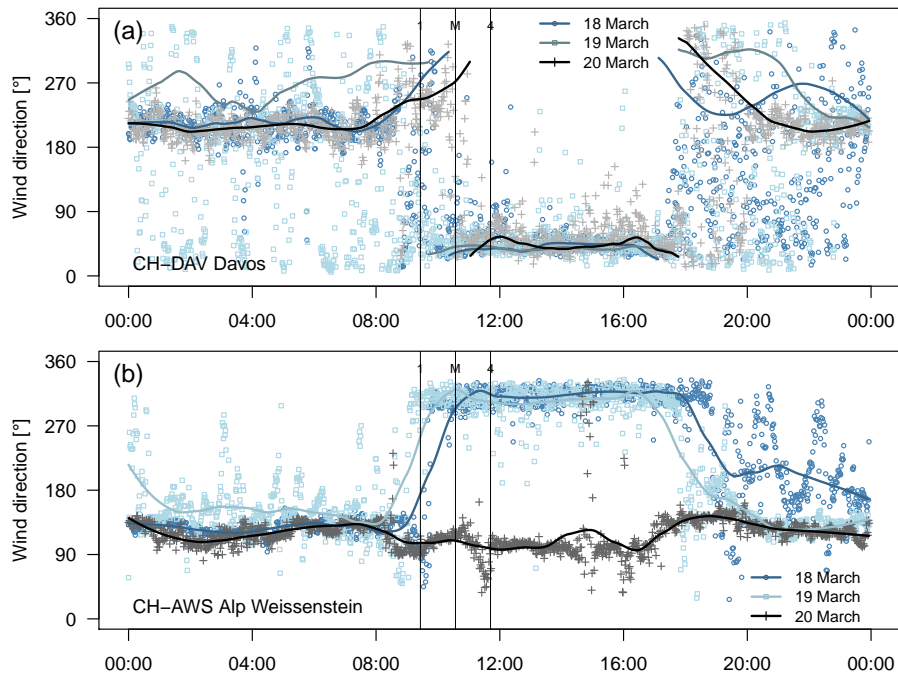 (a)
1 M 4
18 March
19 March
20 March
360
270
180
90
0
Wind direction [°]
CH−DAV Davos
00:00 04:00 08:00 12:00 16:00 20:00 00:00
(b)
1 M 4
360
270
180
90
0
Wind direction [°]
18 March
19 March
20 March
CH−AWS Alp Weissenstein
00:00 04:00 08:00 12:00 16:00 20:00 00:00